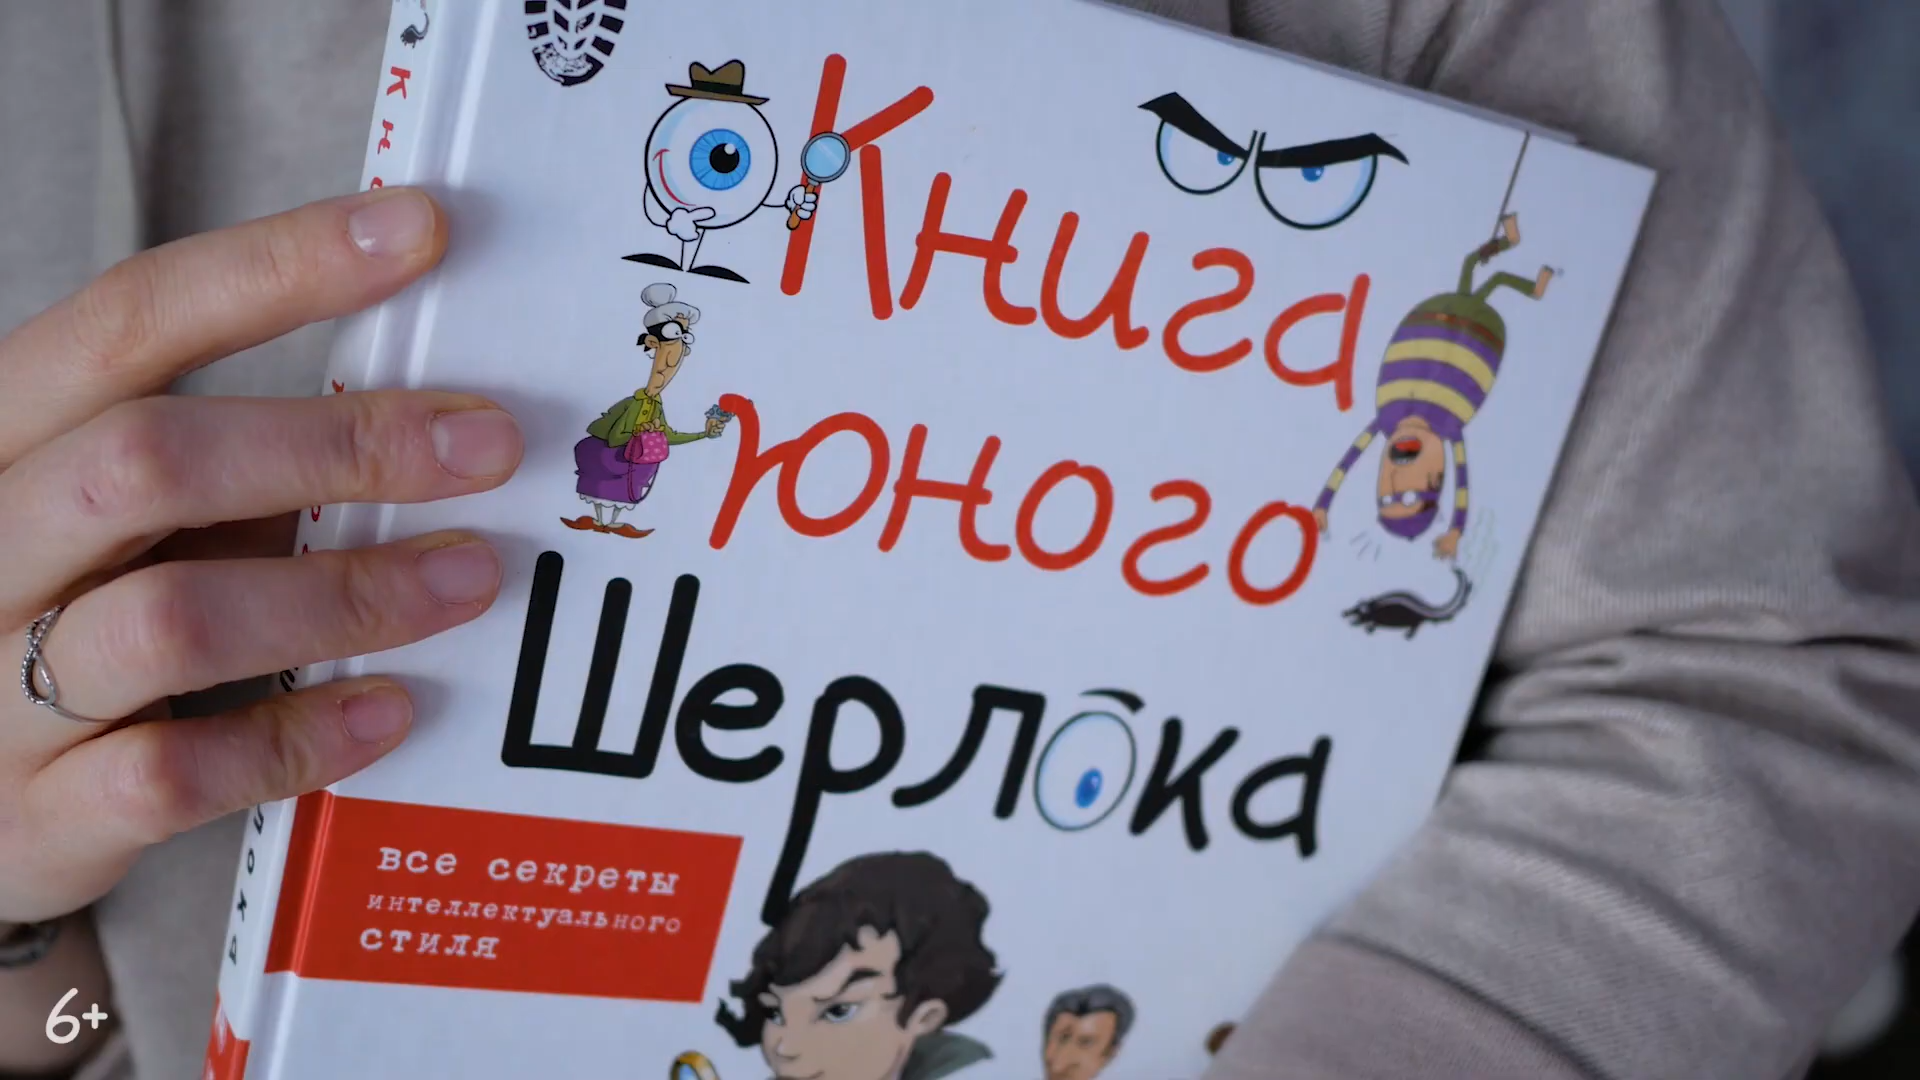 Книга
юного
Шерлока
все секреты
интеллектуального
стиля
6+